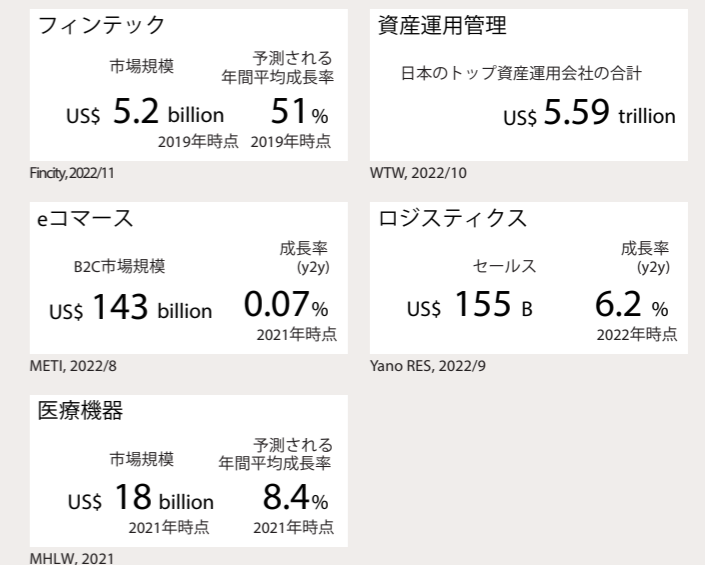 フィンテック
市場規模
予測される
年間平均成長率
US$ 5.2 billion
51%
2019年時点
2019年時点
Fincity, 2022/11
資産運用管理
日本のトップ資産運用会社の合計
US$ 5.59 trillion
WTW, 2022/10
eコマース
B2C市場規模
成長率
(y2y)
US$ 143 billion
0.07%
2021年時点
METI, 2022/8
ロジスティクス
セールス
成長率
(y2y)
US$ 155 B
6.2 %
2022年時点
Yano RES, 2022/9
医療機器
市場規模
予測される
年間平均成長率
US$ 18 billion
8.4%
2021年時点
2021年時点
MHLW, 2021